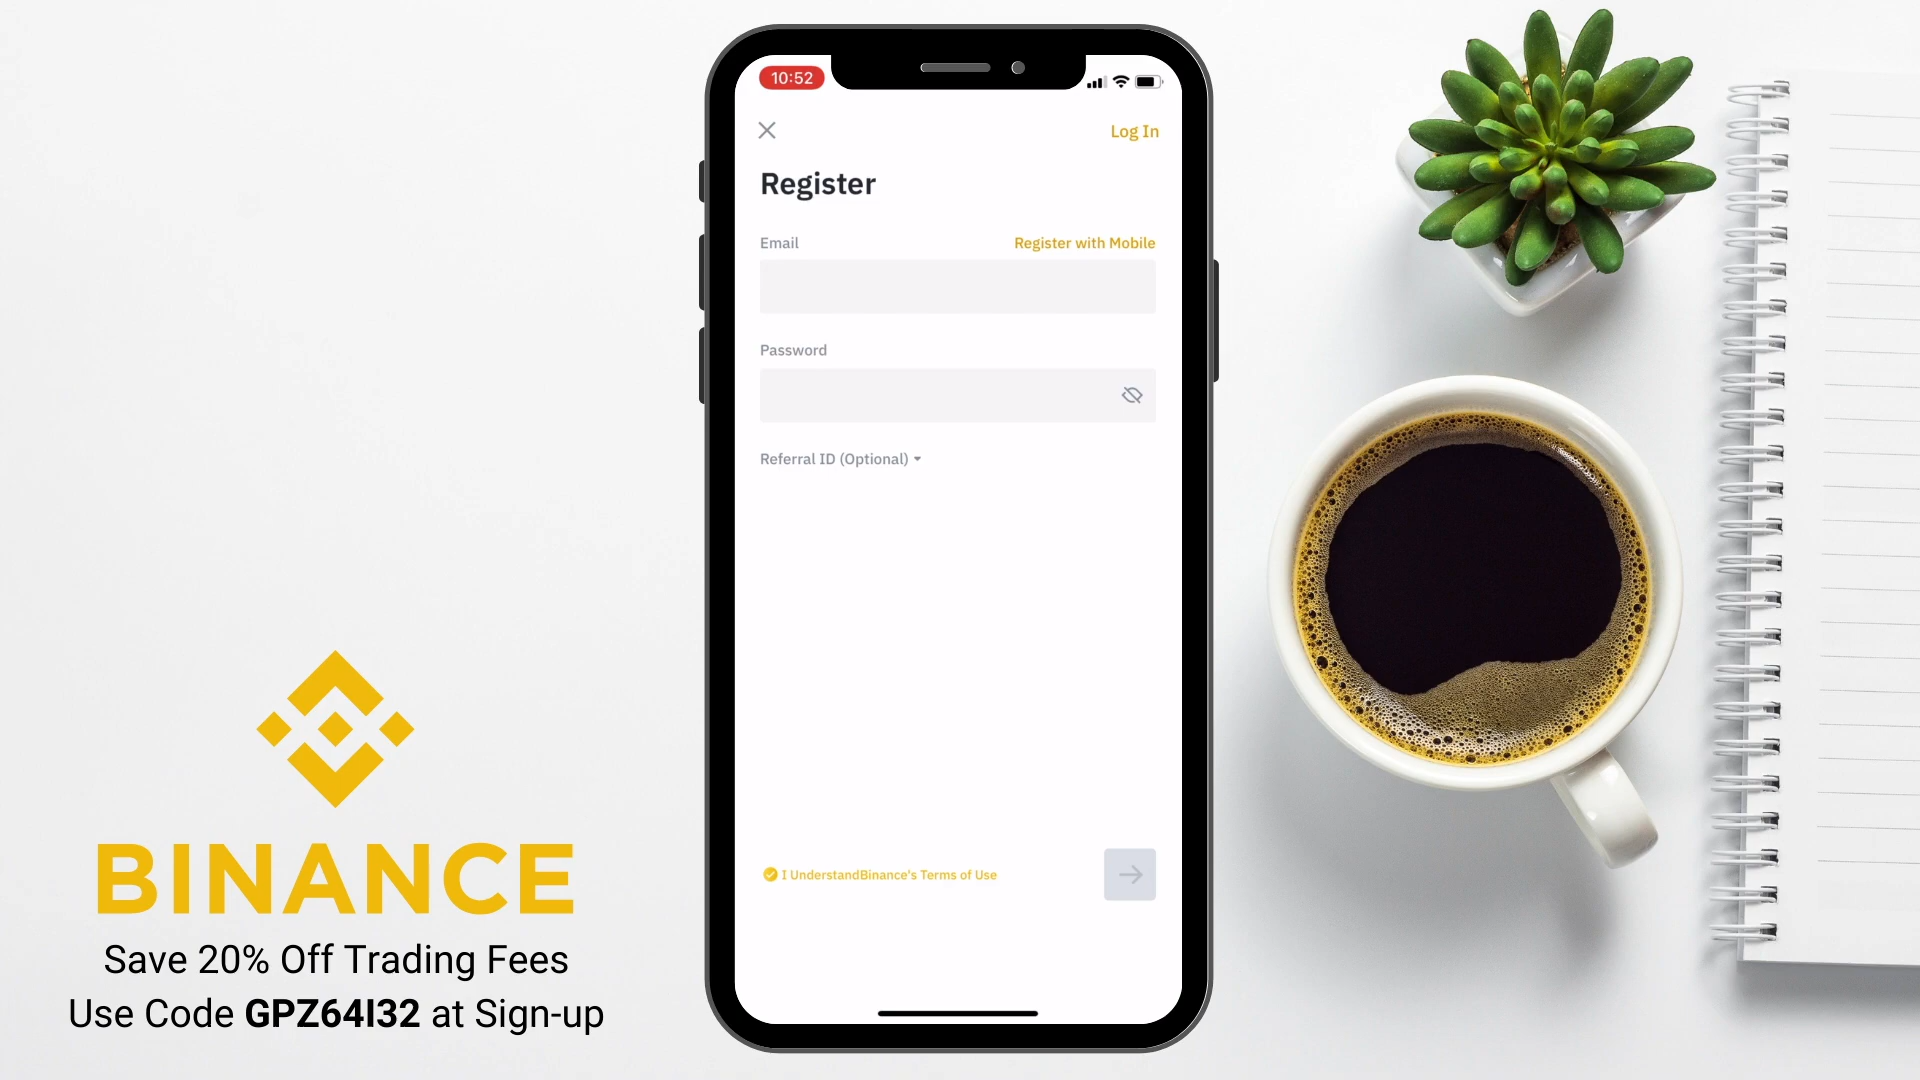 10:52
Log In
Register
Email
Register with Mobile
Password
Referral ID (Optional)
I UnderstandBinance's Terms of Use
BINANCE
Save 20% Off Trading Fees
Use Code GPZ64I32 at Sign-up